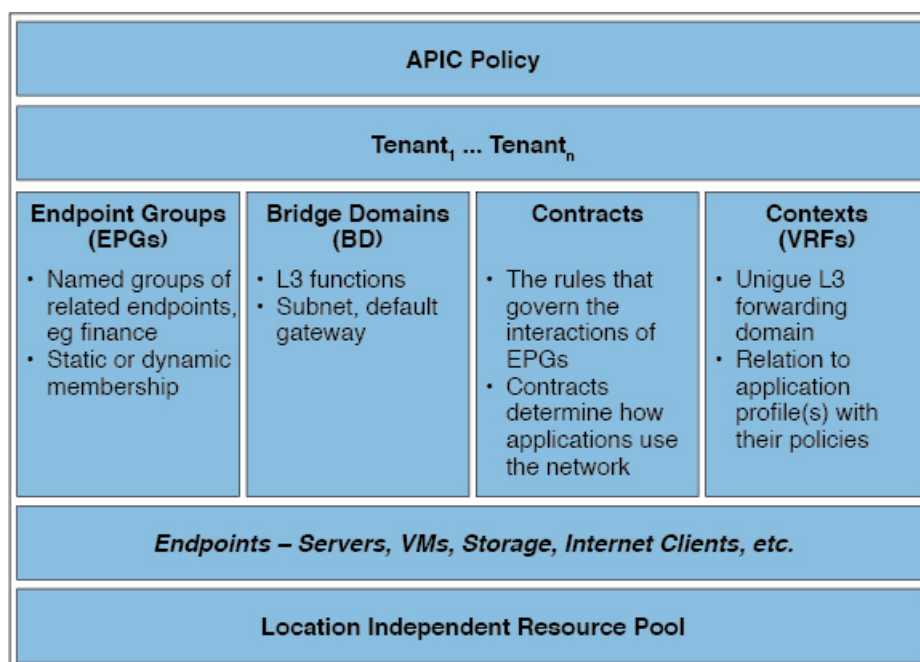 APIC Policy
Tenant1 ... Tenantn
Endpoint Groups
(EPGs)
• Named groups of
related endpoints,
eg finance
• Static or dynamic
membership
Bridge Domains
(BD)
• L3 functions
• Subnet, default
gateway
Contracts
• The rules that
govern the
interactions of
EPGs
• Contracts
determine how
applications use
the network
Contexts
(VRFs)
• Unigue L3
forwarding
domain
• Relation to
application
profile(s) with
their policies
Endpoints – Servers, VMs, Storage, Internet Clients, etc.
Location Independent Resource Pool